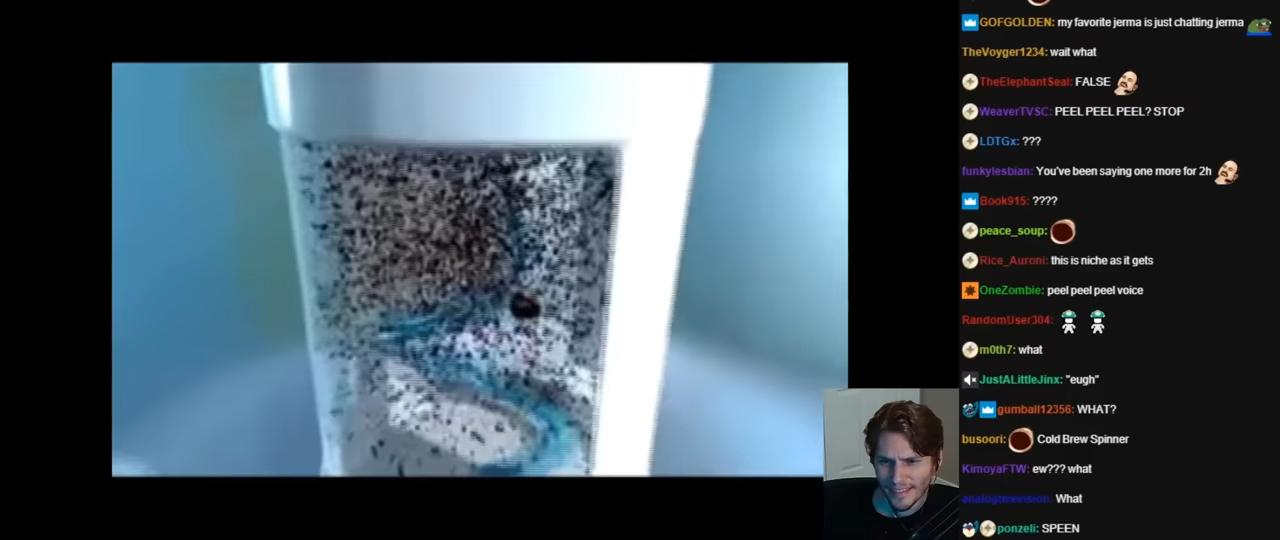 GOFGOLDEN: my favorite jerma is just chatting jerma
TheVoyger1234: wait what
TheElephantSeal: FALSE
WeaverTVSC: PEEL PEEL PEEL? STOP
LDTGx: ???
funkylesbian: You've been saying one more for 2h
Book915: ????
peace_soup:
Rice_Auroni: this is niche as it gets
OneZombie: peel peel peel voice
RandomUser304:
m0th7: what
JustALittleJinx: "eugh"
gumball12356: WHAT?
busoori: Cold Brew Spinner
KimoyaFTW: ew??? what
What
ponzeli: SPEEN